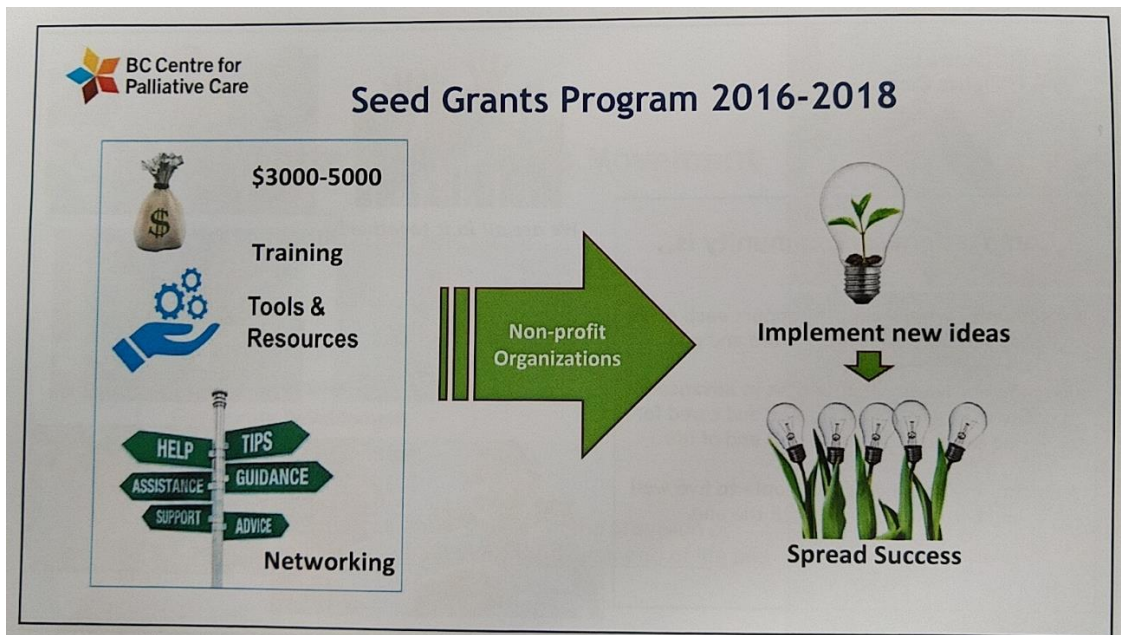 BC Centre for
Palliative Care
Seed Grants Program 2016-2018
$3000-5000
$
Training
Tools &
Resources
HELP
TIPS
ASSISTANCE
GUIDANCE
SUPPORT
ADVICE
Networking
Non-profit
Organizations
Implement new ideas
Spread Success